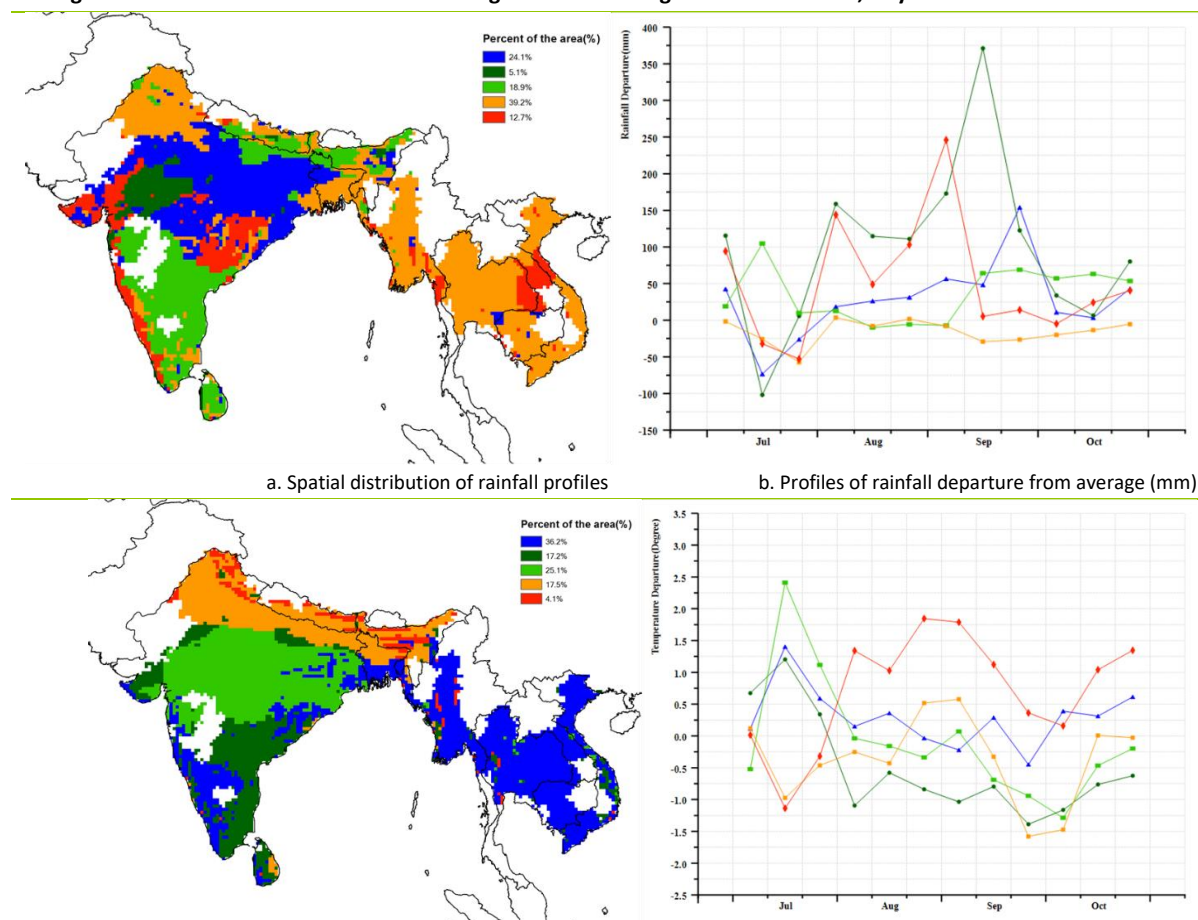 Percent of the area(%)
24.1%
5.1%
18.9%
39.2%
12.7%
Rainfall Departure(mm)
400
350
300
250
200
150
100
50
0
-50
-100
-150
Jul
Aug
Sep
Oct
a. Spatial distribution of rainfall profiles
b. Profiles of rainfall departure from average (mm)
Percent of the area(%)
36.2%
17.2%
25.1%
17.5%
4.1%
Temperature Departure(Degree)
3.5
3.0
2.5
2.0
1.5
1.0
0.5
0.0
-0.5
-1.0
-1.5
-2.0
-2.5
Jul
Aug
Sep
Oct